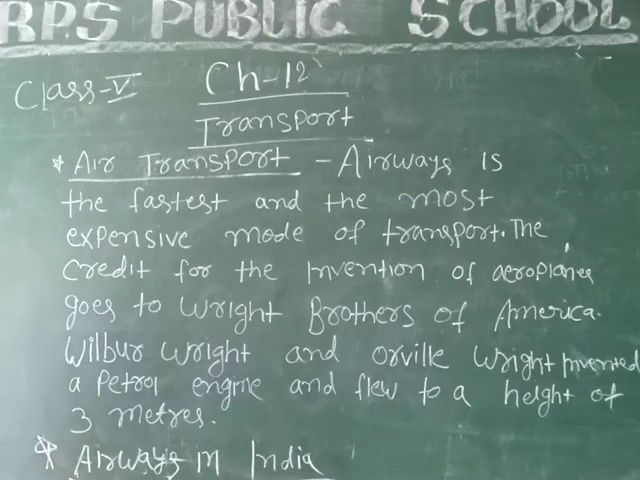 RPS PUBLIC SCHOOL
Class-V Ch-12
Transport
* Air Transport - Airways is
the fastest and the most
expensive mode of transport. The
credit for the invention of aeroplanes
goes to Wright Brothers of America.
Wilbur Wright and Orville Wright invented
a Petrol engine and flew to a height of
3 metres.
* Airways in India